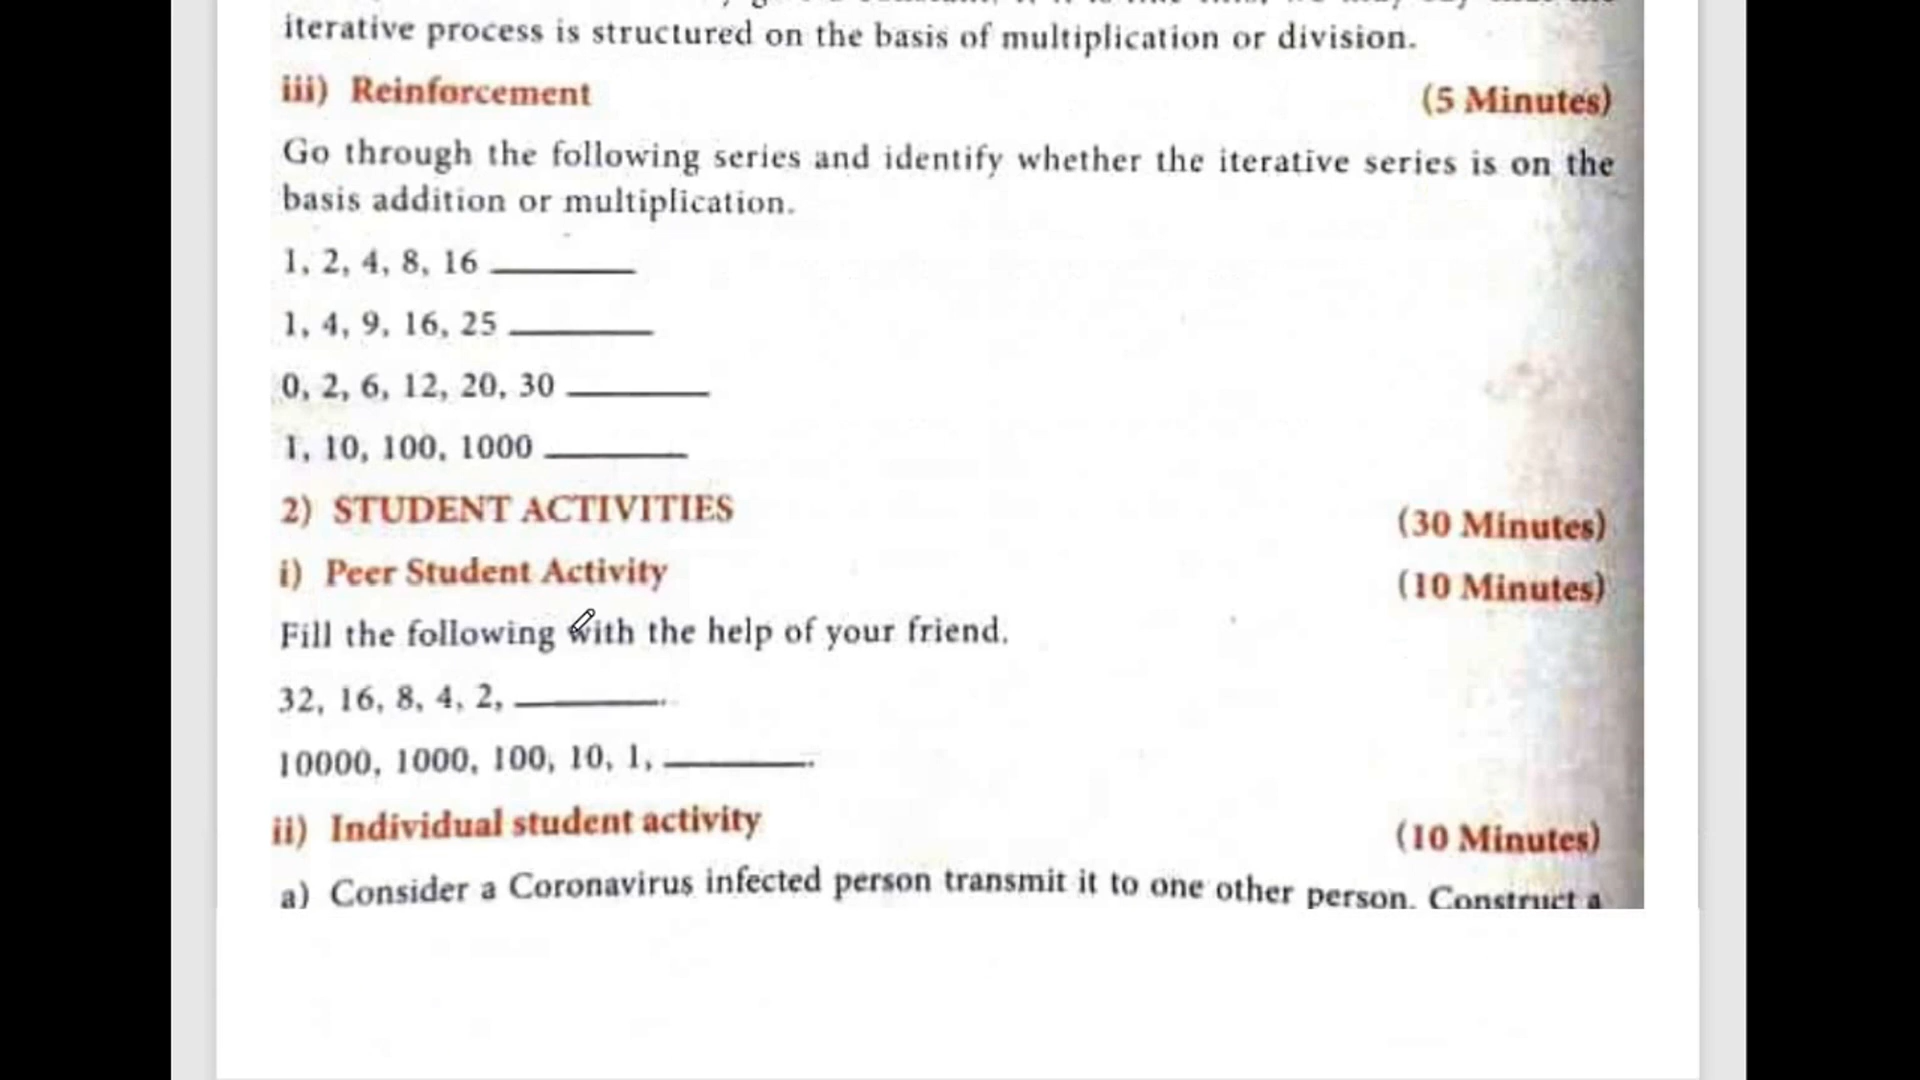 iterative process is structured on the basis of multiplication or division.
iii) Reinforcement (5 Minutes)
Go through the following series and identify whether the iterative series is on the
basis addition or multiplication.
1, 2, 4, 8, 16 ________
1, 4, 9, 16, 25 ________
0, 2, 6, 12, 20, 30 ________
1, 10, 100, 1000 ________
2) STUDENT ACTIVITIES (30 Minutes)
i) Peer Student Activity (10 Minutes)
Fill the following with the help of your friend.
32, 16, 8, 4, 2, ________.
10000, 1000, 100, 10, 1, ________.
ii) Individual student activity (10 Minutes)
a) Consider a Coronavirus infected person transmit it to one other person. Construct a